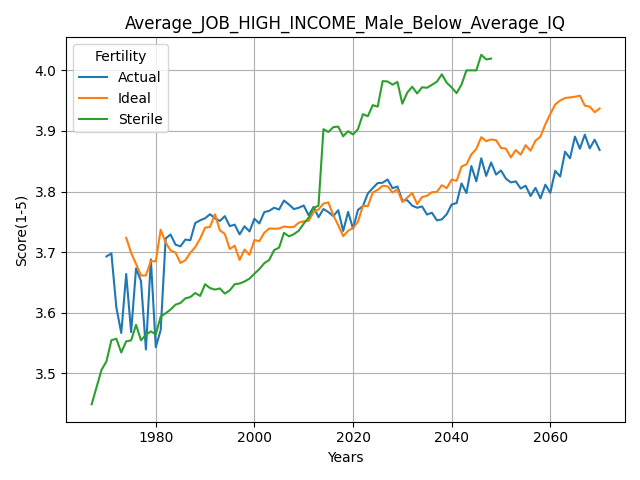 Average_JOB_HIGH_INCOME_Male_Below_Average_IQ
Fertility
Actual
Ideal
Sterile
Score(1-5)
4.0
3.9
3.8
3.7
3.6
3.5
1980 2000 2020 2040 2060
Years